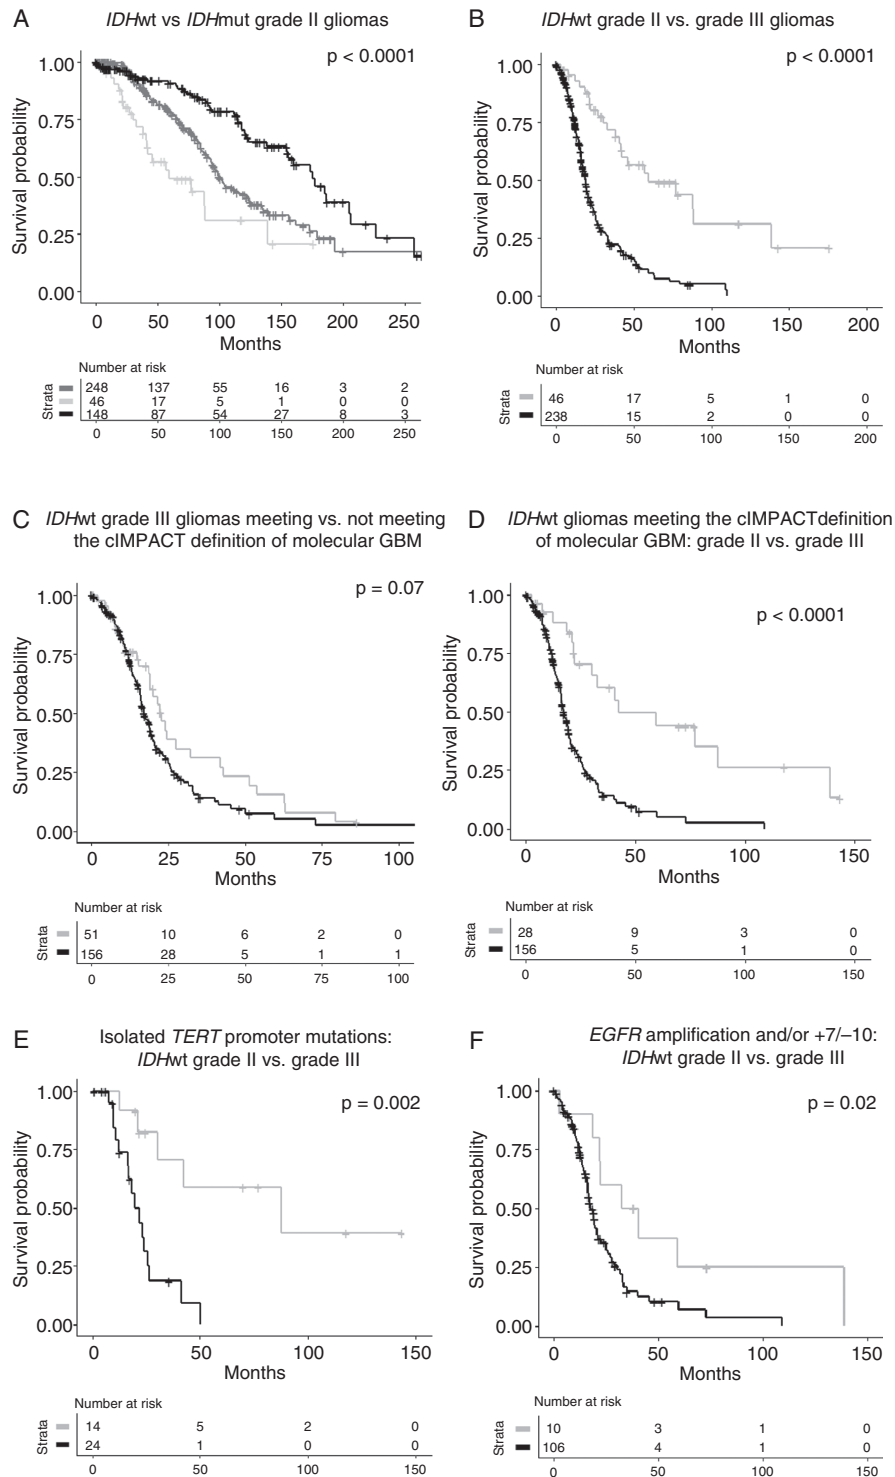 A
IDHwt vs IDHmut grade II gliomas
p < 0.0001
Survival probability
1.00
0.75
0.50
0.25
0.00
0 50 100 150 200 250
Months
Number at risk
Strata
248 137 55 16 3 2
46 17 5 1 0 0
148 87 54 27 8 3
0 50 100 150 200 250
B
IDHwt grade II vs. grade III gliomas
p < 0.0001
Survival probability
1.00
0.75
0.50
0.25
0.00
0 50 100 150 200
Months
Number at risk
Strata
46 17 5 1 0
238 15 2 0 0
0 50 100 150 200
C
IDHwt grade III gliomas meeting vs. not meeting
the cIMPACT definition of molecular GBM
p = 0.07
Survival probability
1.00
0.75
0.50
0.25
0.00
0 25 50 75 100
Months
Number at risk
Strata
51 10 6 2 0
156 28 5 1 1
0 25 50 75 100
D
IDHwt gliomas meeting the cIMPACTdefinition
of molecular GBM: grade II vs. grade III
p < 0.0001
Survival probability
1.00
0.75
0.50
0.25
0.00
0 50 100 150
Months
Number at risk
Strata
28 9 3 0
156 5 1 0
0 50 100 150
E
Isolated TERT promoter mutations:
IDHwt grade II vs. grade III
p = 0.002
Survival probability
1.00
0.75
0.50
0.25
0.00
0 50 100 150
Months
Number at risk
Strata
14 5 2 0
24 1 0 0
0 50 100 150
F
EGFR amplification and/or +7/–10:
IDHwt grade II vs. grade III
p = 0.02
Survival probability
1.00
0.75
0.50
0.25
0.00
0 50 100 150
Months
Number at risk
Strata
10 3 1 0
106 4 1 0
0 50 100 150